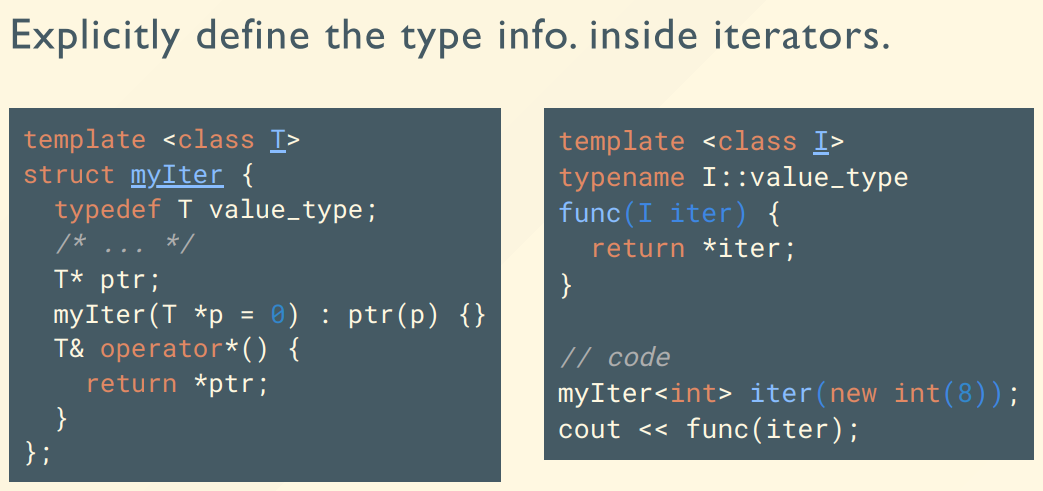 Explicitly define the type info. inside iterators.
template <class T>
struct myIter {
  typedef T value_type;
  /* ... */
  T* ptr;
  myIter(T *p = 0) : ptr(p) {}
  T& operator*() {
    return *ptr;
  }
};
template <class I>
typename I::value_type
func(I iter) {
  return *iter;
}
// code
myIter<int> iter(new int(8));
cout << func(iter);